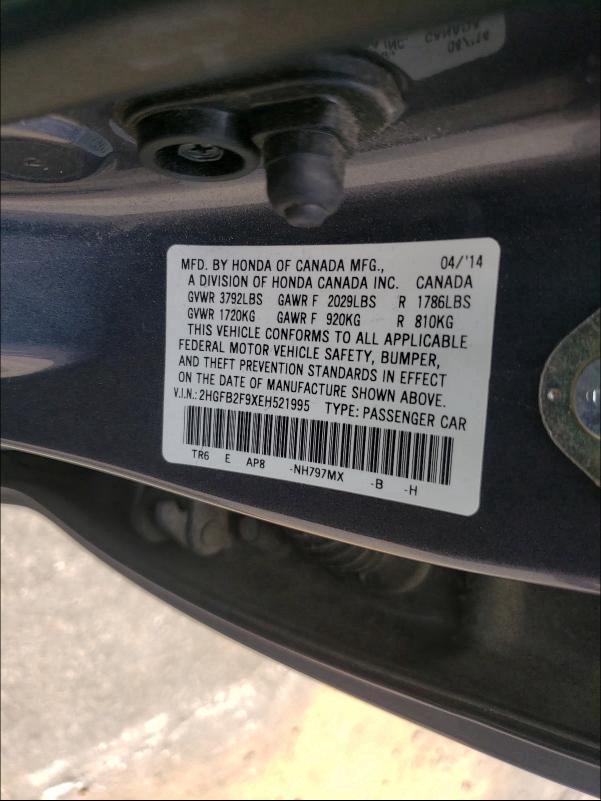 MFD. BY HONDA OF CANADA MFG., 04/'14
A DIVISION OF HONDA CANADA INC. CANADA
GVWR 3792LBS GAWR F 2029LBS R 1786LBS
GVWR 1720KG GAWR F 920KG R 810KG
THIS VEHICLE CONFORMS TO ALL APPLICABLE
FEDERAL MOTOR VEHICLE SAFETY, BUMPER,
AND THEFT PREVENTION STANDARDS IN EFFECT
ON THE DATE OF MANUFACTURE SHOWN ABOVE.
V.I.N.: 2HGFB2F9XEH521995 TYPE: PASSENGER CAR
TR6 E AP8 -NH797MX -B -H